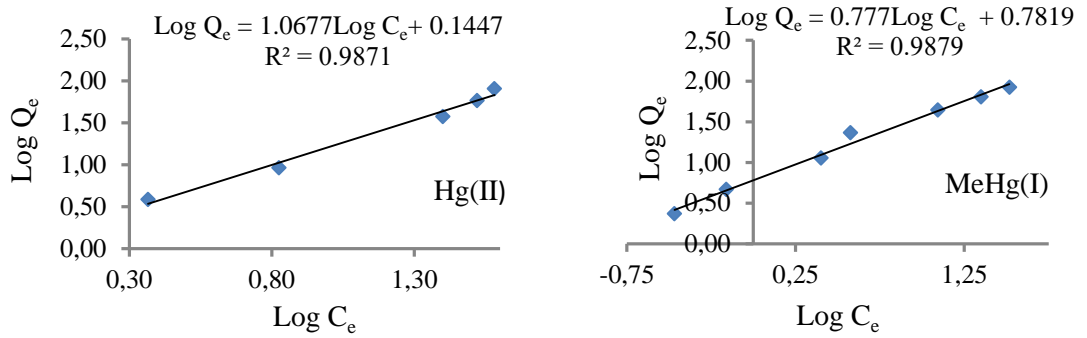 Log Qe = 1.0677Log Ce+ 0.1447
R² = 0.9871
2,50
2,00
1,50
1,00
0,50
0,00
Log Qe
Hg(II)
0,30
0,80
1,30
Log Ce
Log Qe = 0.777Log Ce + 0.7819
R² = 0.9879
2,50
2,00
1,50
1,00
0,50
0,00
Log Qe
MeHg(I)
-0,75
0,25
1,25
Log Ce